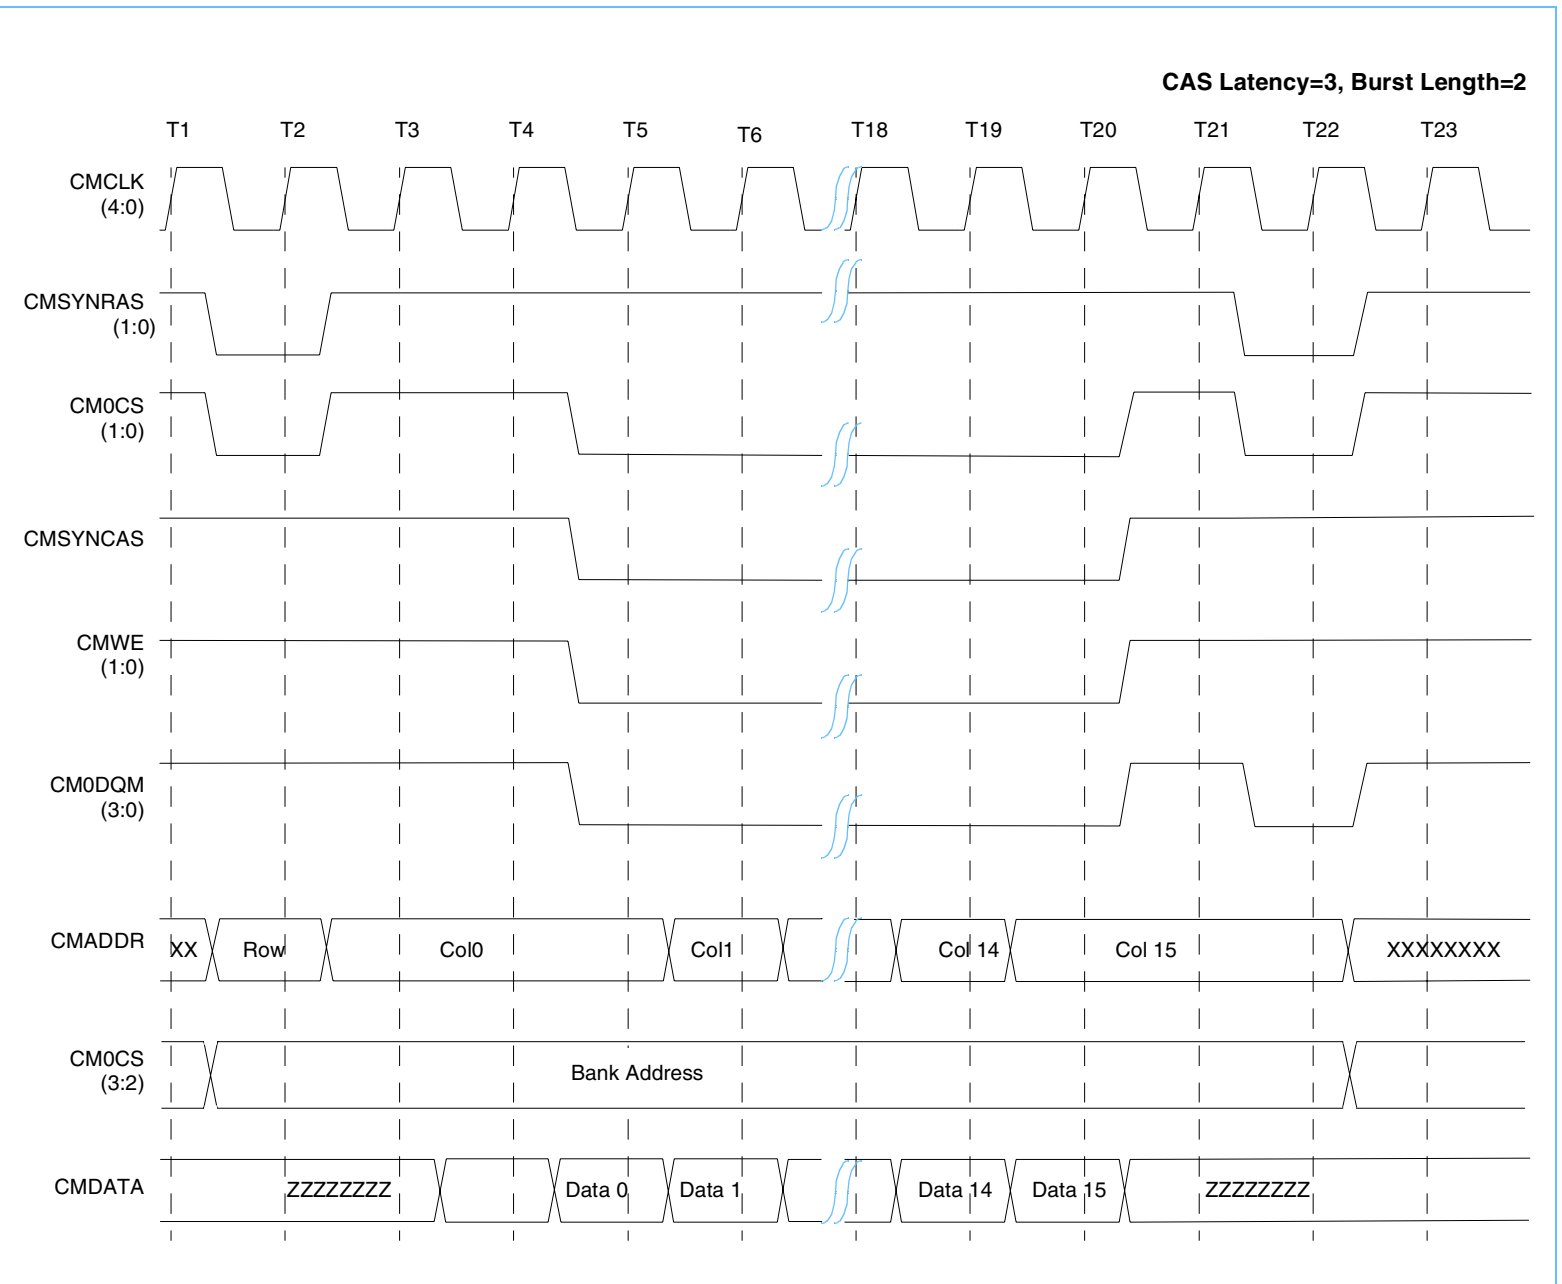 CAS Latency=3, Burst Length=2
T1 T2 T3 T4 T5 T6 T18 T19 T20 T21 T22 T23
CMCLK
(4:0)
CMSYNRAS
(1:0)
CM0CS
(1:0)
CMSYNCAS
CMWE
(1:0)
CM0DQM
(3:0)
CMADDR XX Row Col0 Col1 Col 14 Col 15 XXXXXXXX
CM0CS
(3:2)
Bank Address
CMDATA ZZZZZZZZ Data 0 Data 1 Data 14 Data 15 ZZZZZZZZ